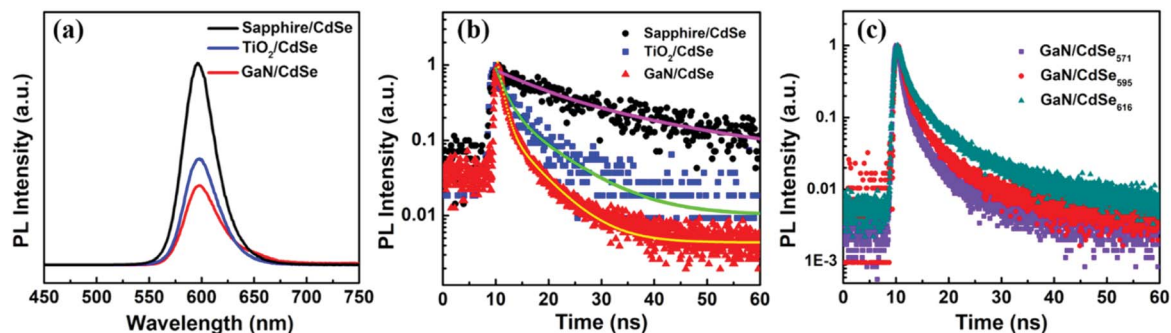 (a)
Sapphire/CdSe
TiO2/CdSe
GaN/CdSe
PL Intensity (a.u.)
450 500 550 600 650 700 750
Wavelength (nm)
(b)
Sapphire/CdSe
TiO2/CdSe
GaN/CdSe
PL Intensity (a.u.)
1
0.1
0.01
0 10 20 30 40 50 60
Time (ns)
(c)
GaN/CdSe571
GaN/CdSe595
GaN/CdSe616
PL Intensity (a.u.)
1
0.1
0.01
1E-3
0 10 20 30 40 50 60
Time (ns)